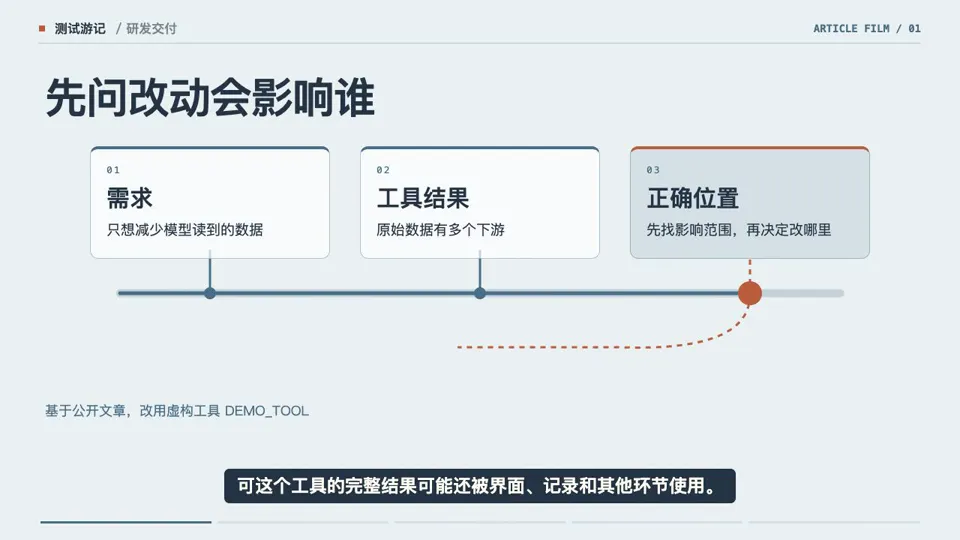 测试游记 / 研发交付
ARTICLE FILM / 01
先问改动会影响谁
01
需求
只想减少模型读到的数据
02
工具结果
原始数据有多个下游
03
正确位置
先找影响范围，再决定改哪里
基于公开文章，改用虚构工具 DEMO_TOOL
可这个工具的完整结果可能还被界面、记录和其他环节使用。